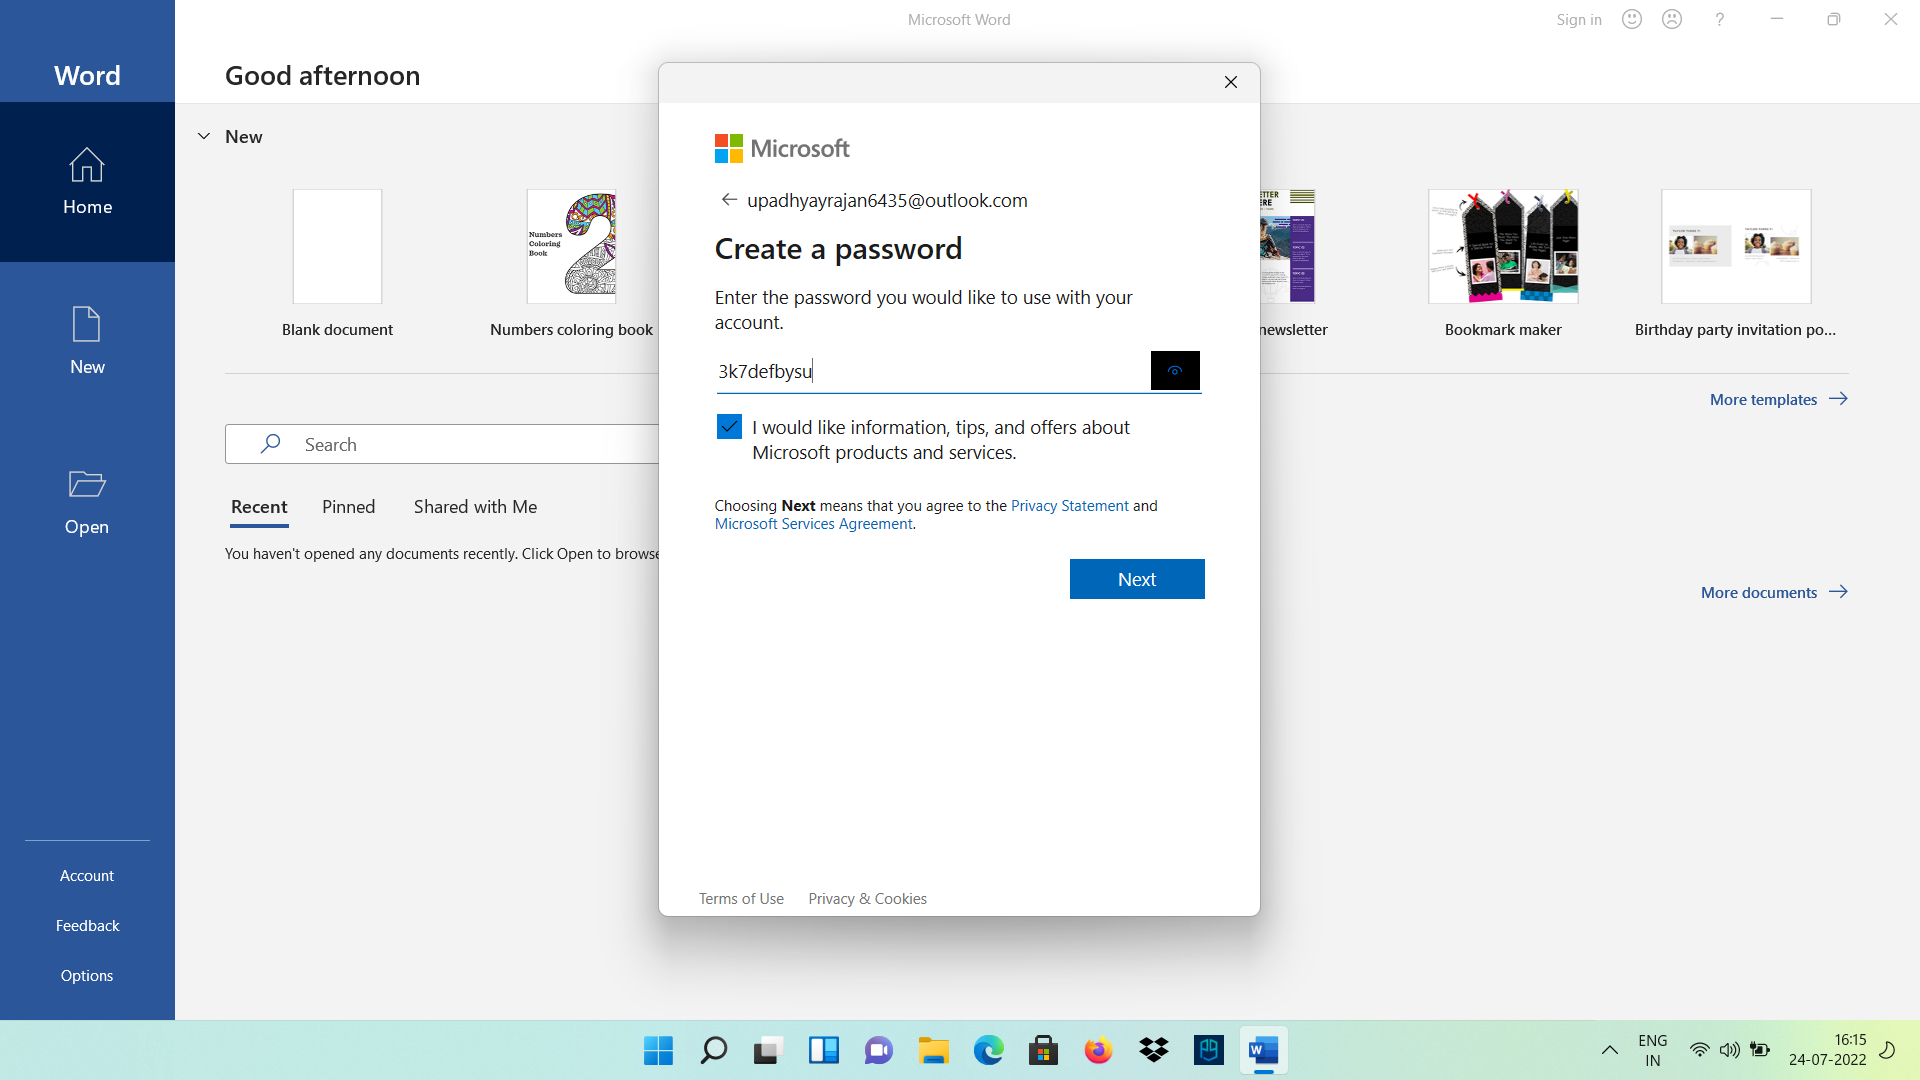 Microsoft Word
Sign in
?
Word
Good afternoon
Home
New
Open
Account
Feedback
Options
New
Numbers
Coloring
Book
Blank document
Numbers coloring book
newsletter
Bookmark maker
Birthday party invitation po...
More templates
Search
Recent Pinned Shared with Me
You haven't opened any documents recently. Click Open to browse
More documents
Microsoft
upadhyayrajan6435@outlook.com
Create a password
Enter the password you would like to use with your
account.
3k7defbysu
I would like information, tips, and offers about
Microsoft products and services.
Choosing Next means that you agree to the Privacy Statement and
Microsoft Services Agreement.
Next
Terms of Use Privacy & Cookies
ENG
IN
16:15
24-07-2022